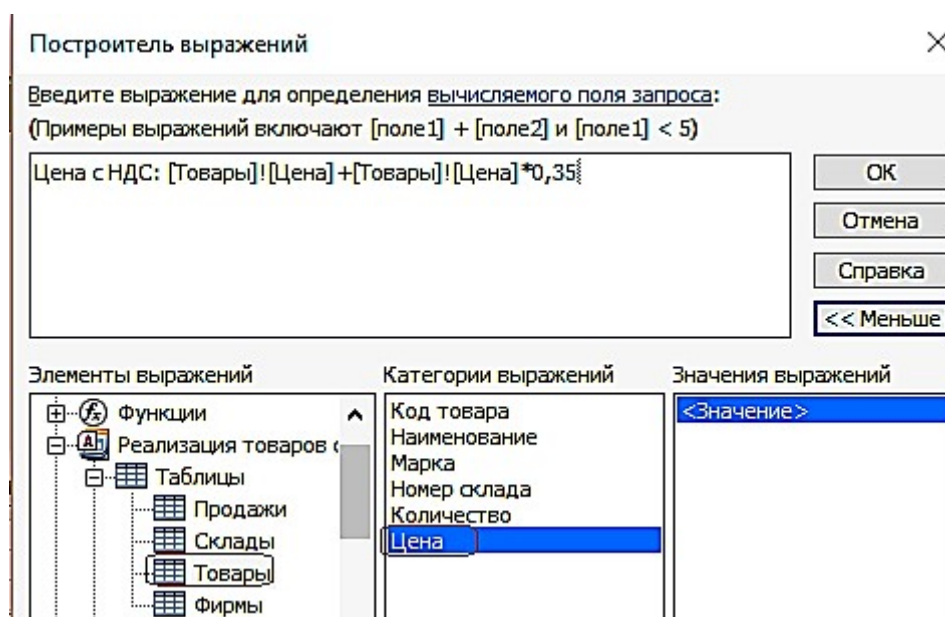 Построитель выражений
Введите выражение для определения вычисляемого поля запроса:
(Примеры выражений включают [поле1] + [поле2] и [поле1] < 5)
Цена с НДС: [Товары]![Цена]+[Товары]![Цена]*0,35
ОК
Отмена
Справка
<< Меньше
Элементы выражений
Категории выражений
Значения выражений
Функции
Реализация товаров
Таблицы
Продажи
Склады
Товары
Фирмы
Код товара
Наименование
Марка
Номер склада
Количество
Цена
<Значение>